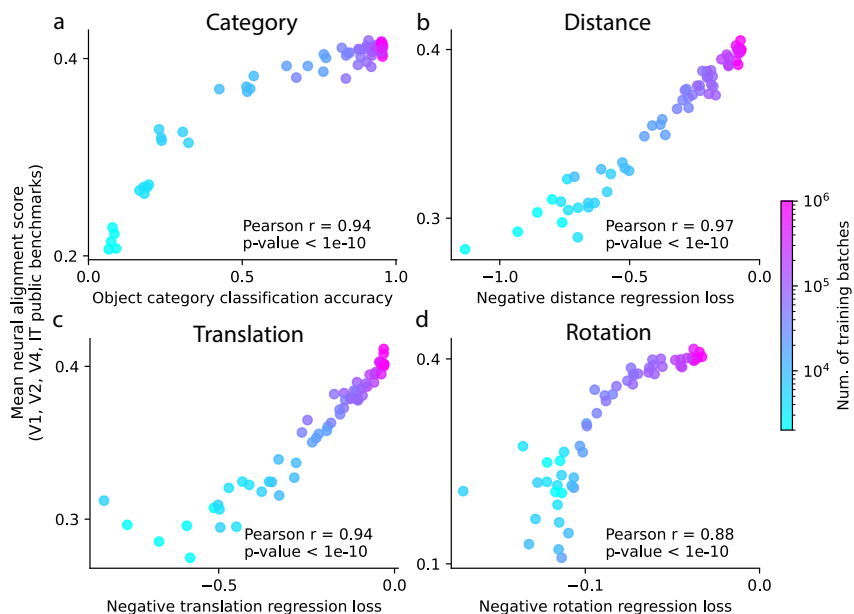 a
Category
Mean neural alignment score
(V1, V2, V4, IT public benchmarks)
0.4
0.2
0.0
0.5
1.0
Pearson r = 0.94
p-value < 1e-10
Object category classification accuracy
b
Distance
0.4
0.3
−1.0
−0.5
0.0
Pearson r = 0.97
p-value < 1e-10
Negative distance regression loss
c
Translation
0.4
0.3
−0.5
0.0
Pearson r = 0.94
p-value < 1e-10
Negative translation regression loss
d
Rotation
0.4
0.1
−0.1
0.0
Pearson r = 0.88
p-value < 1e-10
Negative rotation regression loss
10⁶
10⁵
10⁴
Num. of training batches